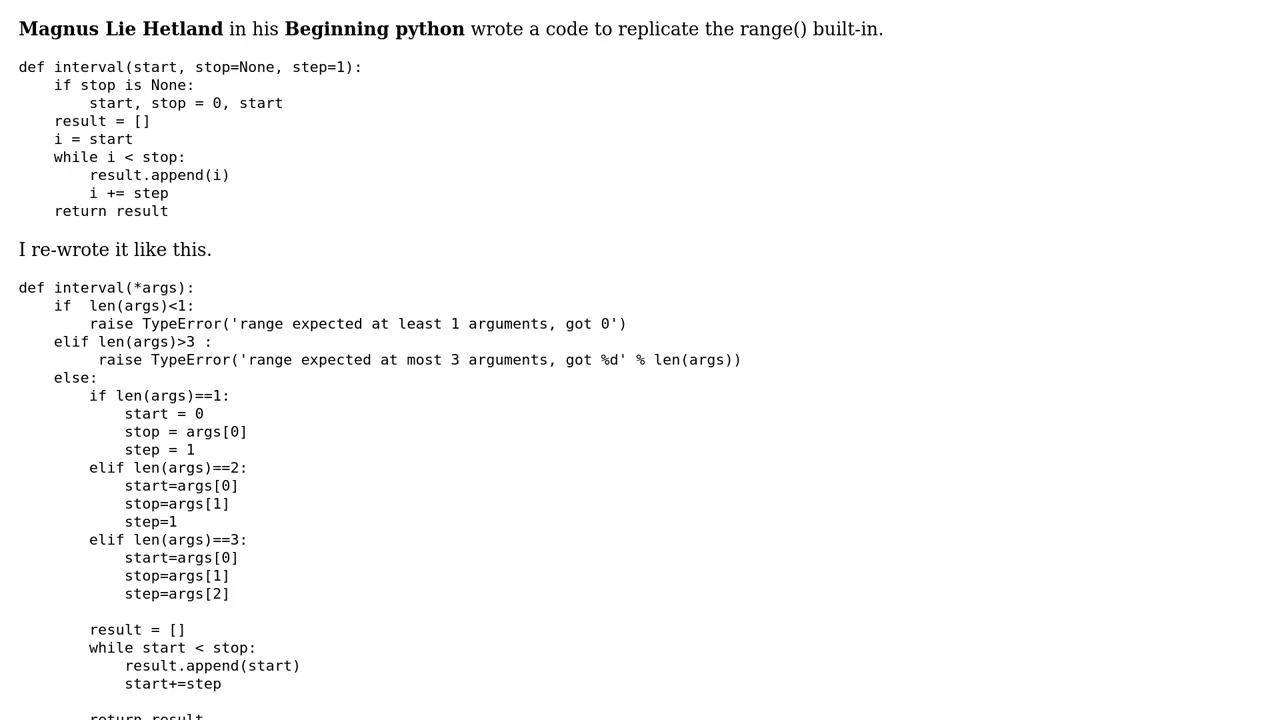 Magnus Lie Hetland in his Beginning python wrote a code to replicate the range() built-in.
def interval(start, stop=None, step=1):
    if stop is None:
        start, stop = 0, start
    result = []
    i = start
    while i < stop:
        result.append(i)
        i += step
    return result
I re-wrote it like this.
def interval(*args):
    if  len(args)<1:
        raise TypeError('range expected at least 1 arguments, got 0')
    elif len(args)>3 :
         raise TypeError('range expected at most 3 arguments, got %d' % len(args))
    else:
        if len(args)==1:
            start = 0
            stop = args[0]
            step = 1
        elif len(args)==2:
            start=args[0]
            stop=args[1]
            step=1
        elif len(args)==3:
            start=args[0]
            stop=args[1]
            step=args[2]

        result = []
        while start < stop:
            result.append(start)
            start+=step

        return result